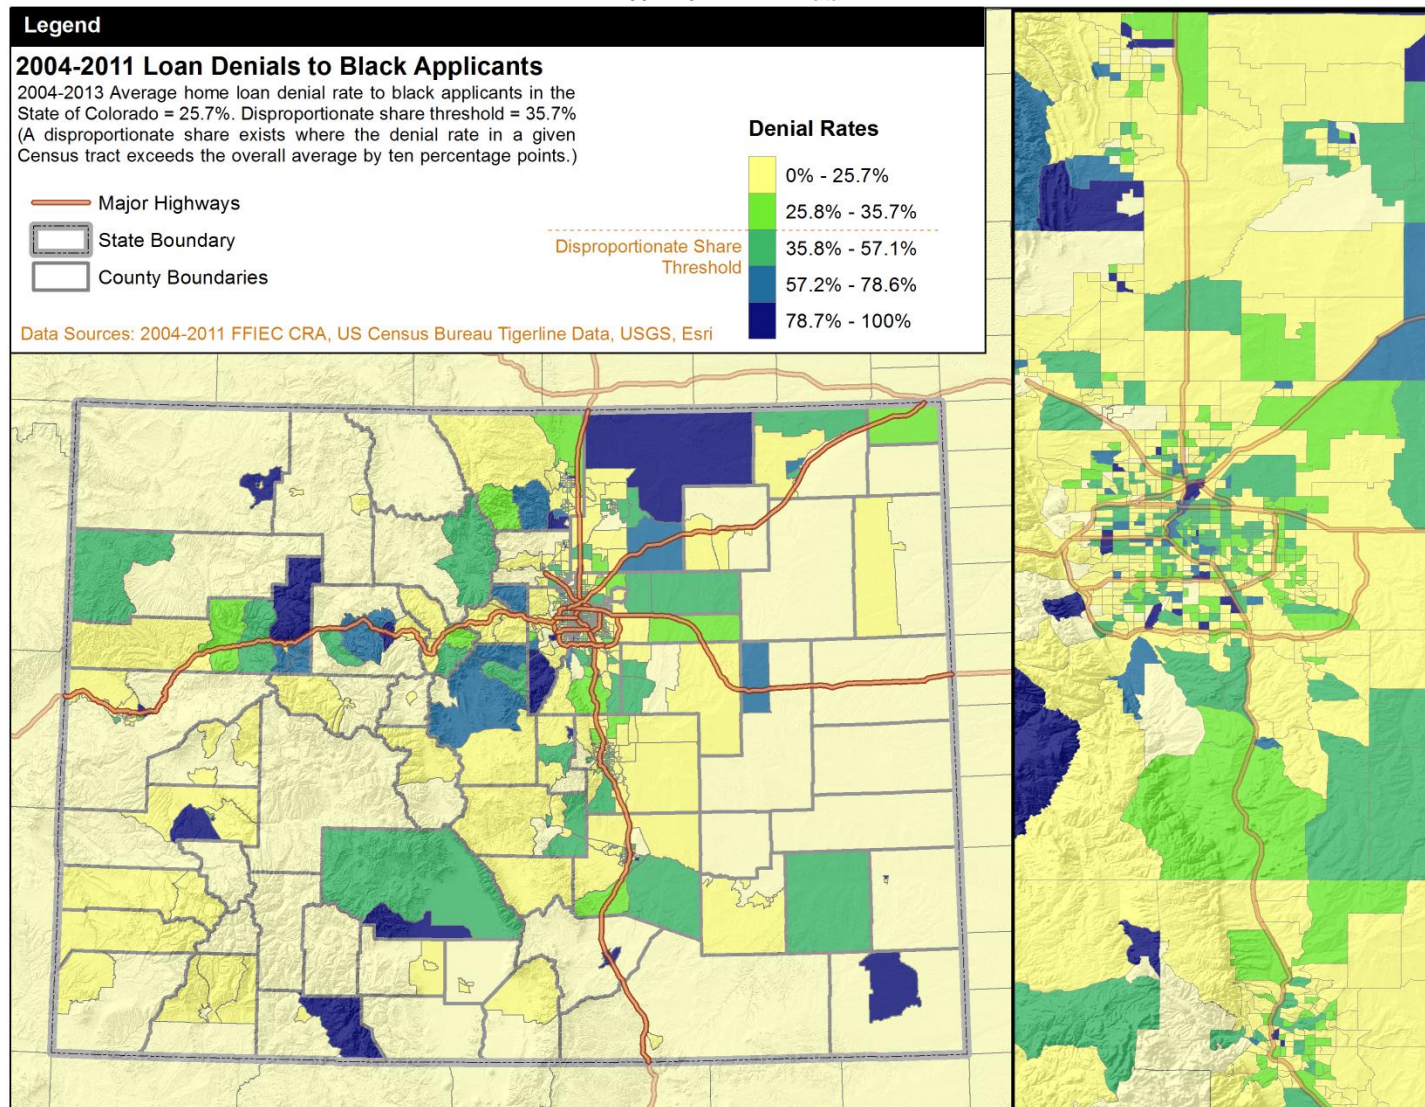 Legend
2004-2011 Loan Denials to Black Applicants
2004-2013 Average home loan denial rate to black applicants in the
State of Colorado = 25.7%. Disproportionate share threshold = 35.7%
(A disproportionate share exists where the denial rate in a given
Census tract exceeds the overall average by ten percentage points.)
Major Highways
State Boundary
County Boundaries
Data Sources: 2004-2011 FFIEC CRA, US Census Bureau Tigerline Data, USGS, Esri
Denial Rates
0% - 25.7%
25.8% - 35.7%
Disproportionate Share
Threshold
35.8% - 57.1%
57.2% - 78.6%
78.7% - 100%